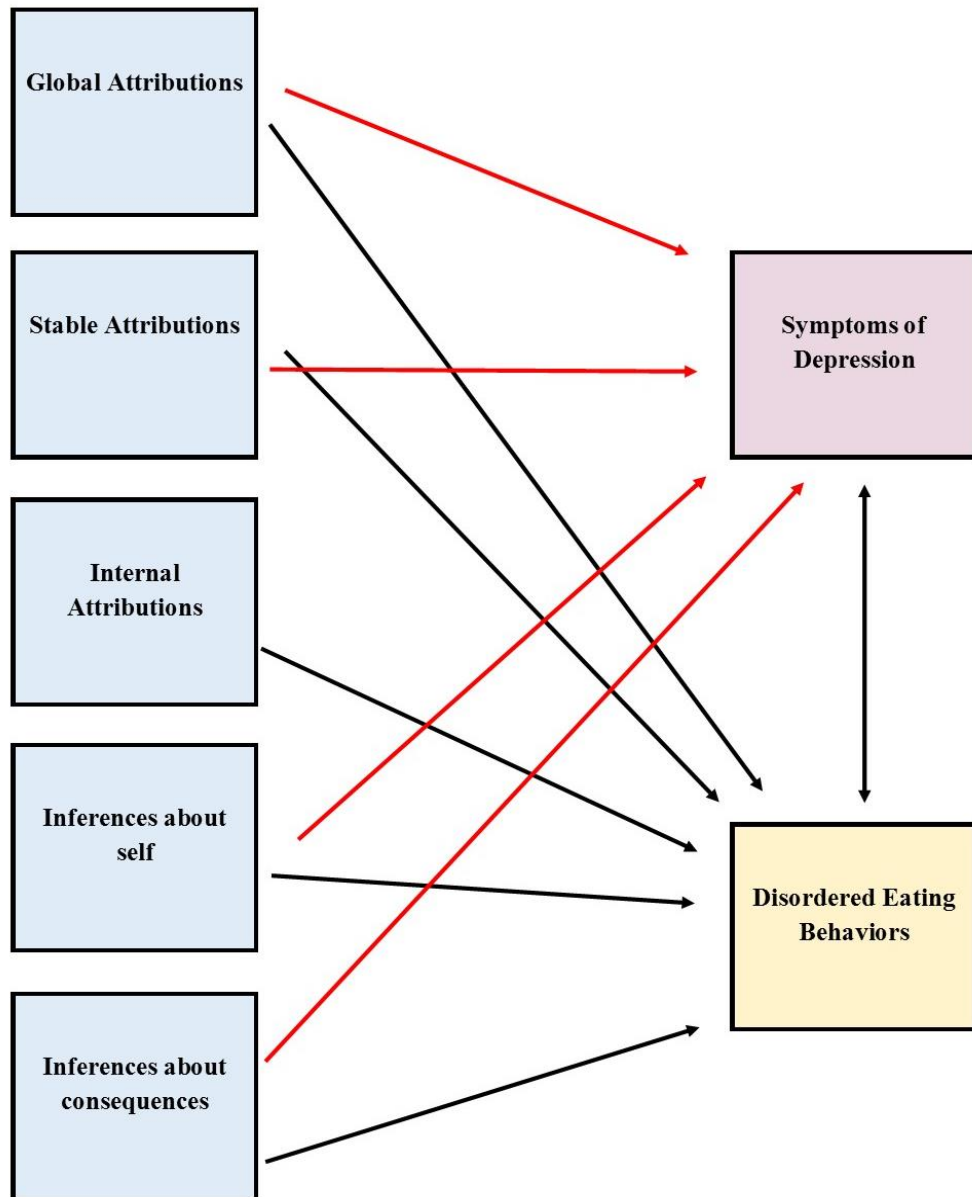 Global Attributions
Stable Attributions
Internal
Attributions
Inferences about
self
Inferences about
consequences
Symptoms of
Depression
Disordered Eating
Behaviors